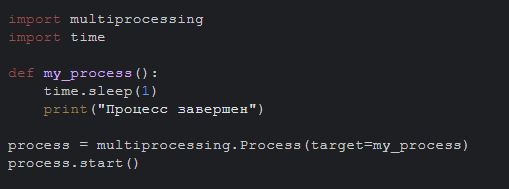 import multiprocessing
import time

def my_process():
    time.sleep(1)
    print("Процесс завершен")

process = multiprocessing.Process(target=my_process)
process.start()